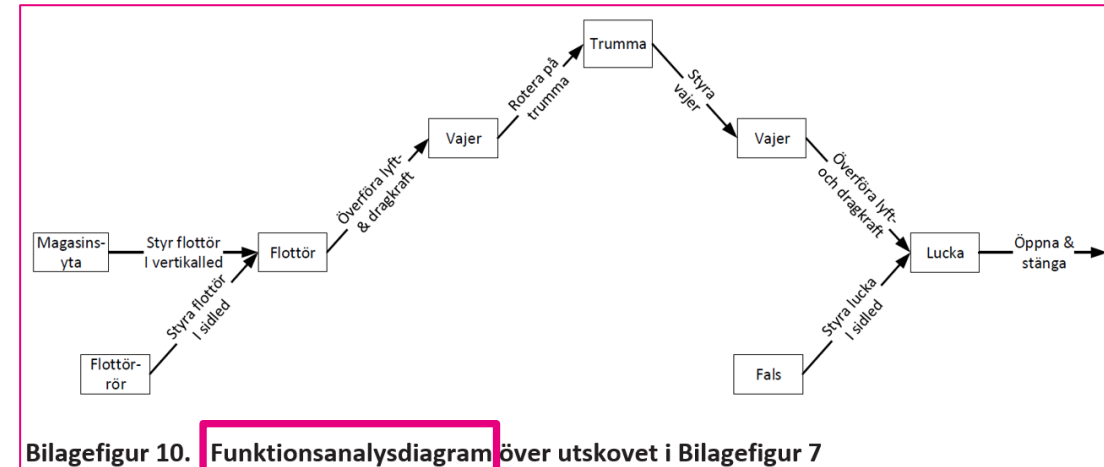 Trumma
Rotera på
trumma
Styra
vajer
Vajer
Vajer
Överföra lyft-
& dragkraft
Överföra lyft-
och dragkraft
Magasins-
yta
Styr flottör
I vertikalled
Flottör
Lucka
Öppna &
stänga
Styra flottör
I sidled
Styra lucka
I sidled
Flottör-
rör
Fals
Bilagefigur 10. Funktionsanalysdiagram över utskovet i Bilagefigur 7